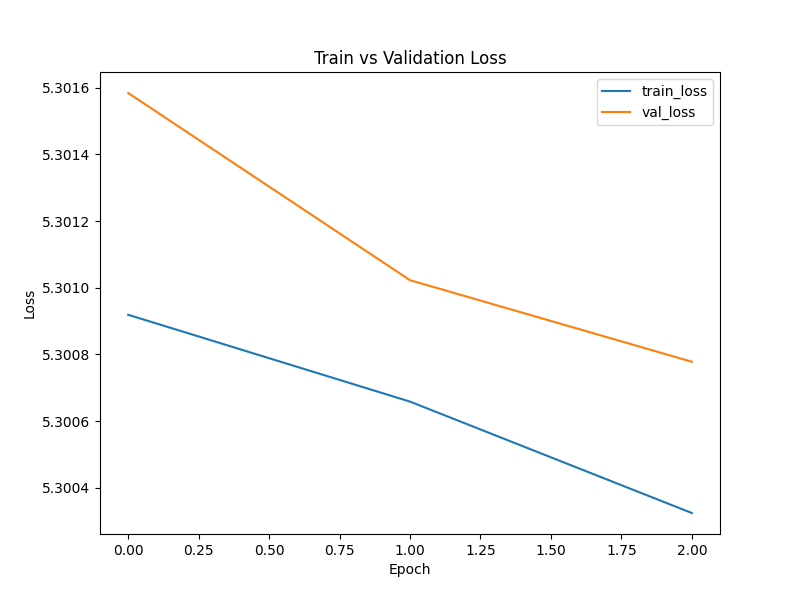 Train vs Validation Loss
train_loss
val_loss
5.3016
5.3014
5.3012
5.3010
5.3008
5.3006
5.3004
Loss
0.00 0.25 0.50 0.75 1.00 1.25 1.50 1.75 2.00
Epoch